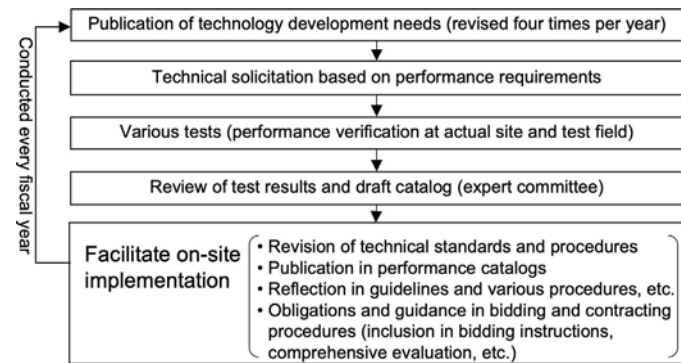 Publication of technology development needs (revised four times per year)
Technical solicitation based on performance requirements
Various tests (performance verification at actual site and test field)
Review of test results and draft catalog (expert committee)
Facilitate on-site
implementation
• Revision of technical standards and procedures
• Publication in performance catalogs
• Reflection in guidelines and various procedures, etc.
• Obligations and guidance in bidding and contracting
procedures (inclusion in bidding instructions,
comprehensive evaluation, etc.)
Conducted every fiscal year